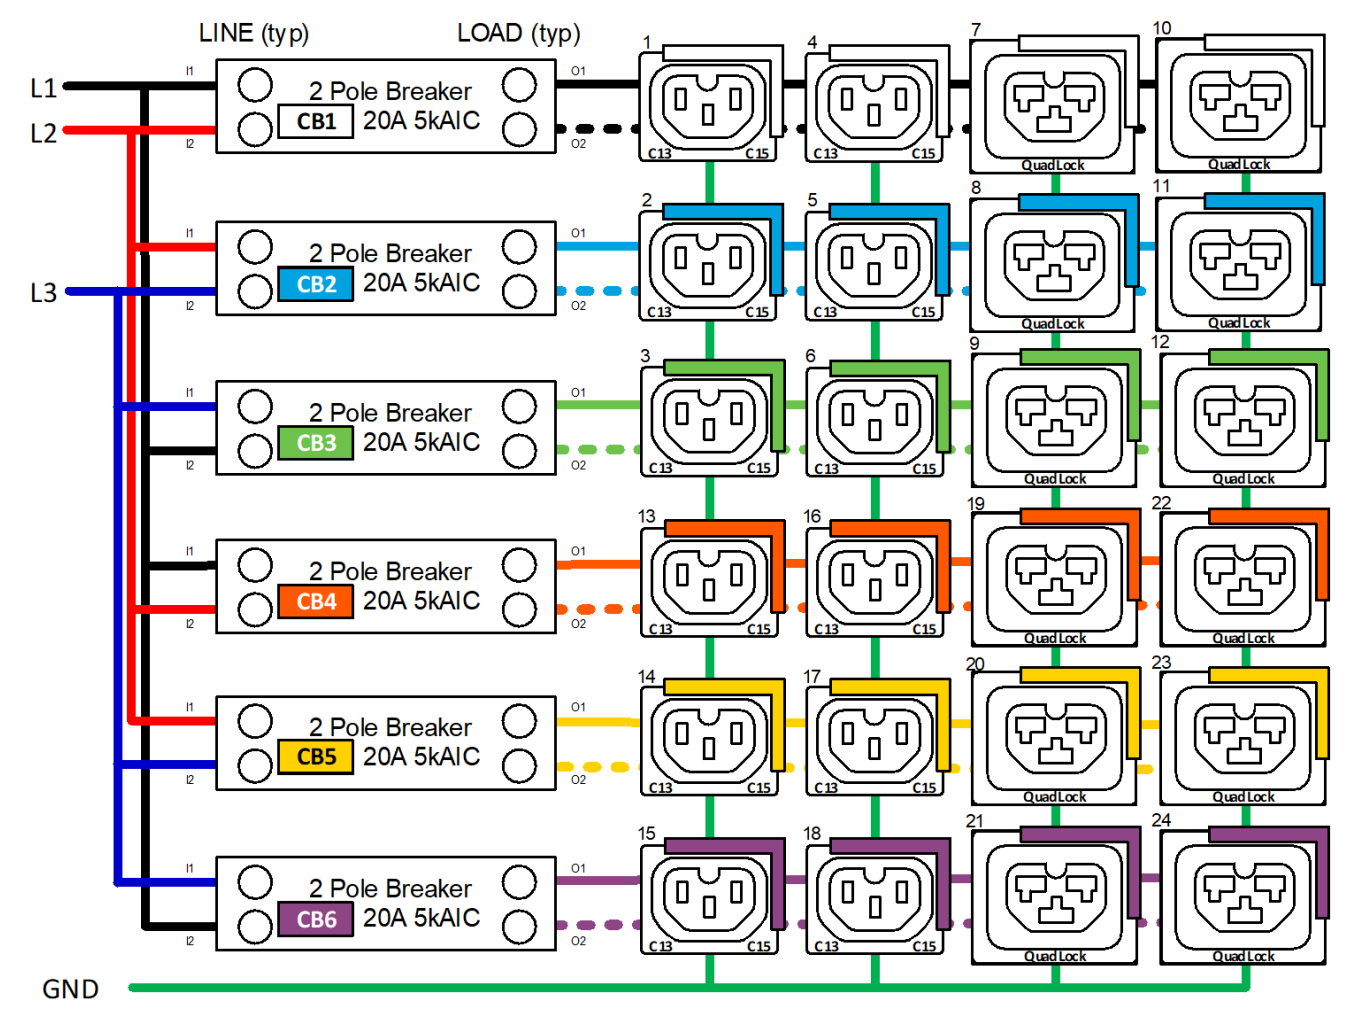 LINE (typ) LOAD (typ)
1 4 7 10
L1 I1 2 Pole Breaker O1
L2 I2 CB1 20A 5kAIC O2
C13 C15 C13 C15 QuadLock QuadLock
2 5 8 11
I1 2 Pole Breaker O1
L3 I2 CB2 20A 5kAIC O2
C13 C15 C13 C15 QuadLock QuadLock
3 6 9 12
I1 2 Pole Breaker O1
I2 CB3 20A 5kAIC O2
C13 C15 C13 C15 QuadLock QuadLock
13 16 19 22
I1 2 Pole Breaker O1
I2 CB4 20A 5kAIC O2
C13 C15 C13 C15 QuadLock QuadLock
14 17 20 23
I1 2 Pole Breaker O1
I2 CB5 20A 5kAIC O2
C13 C15 C13 C15 QuadLock QuadLock
15 18 21 24
I1 2 Pole Breaker O1
I2 CB6 20A 5kAIC O2
C13 C15 C13 C15 QuadLock QuadLock
GND